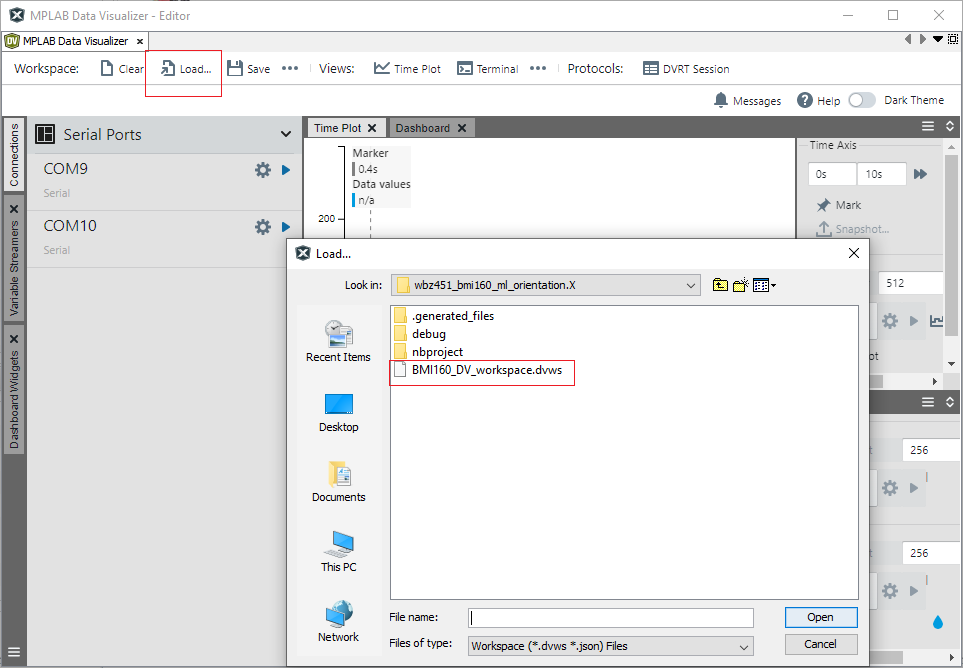 MPLAB Data Visualizer - Editor
DV MPLAB Data Visualizer ×
Workspace: Clear Load... Save ••• Views: Time Plot Terminal ••• Protocols: DVRT Session
Messages ? Help Dark Theme
Connections
Variable Streamers
Dashboard Widgets
Serial Ports
COM9
Serial
COM10
Serial
Time Plot Dashboard
Marker
0.4s
Data values
n/a
200
Time Axis
0s 10s
Mark
Snapshot...
512
ot
t 256
t 256
Load...
Look in: wbz451_bmi160_ml_orientation.X
.generated_files
debug
nbproject
BMI160_DV_workspace.dvws
Recent Items
Desktop
Documents
This PC
Network
File name: Open
Files of type: Workspace (*.dvws *.json) Files Cancel